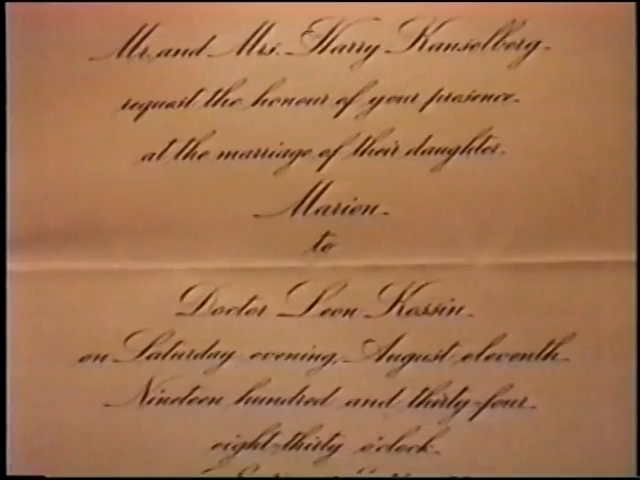 Mr. and Mrs. Harry Kanselberg
request the honour of your presence
at the marriage of their daughter
Marion
to
Doctor Leon Kossin
on Saturday evening, August eleventh
Nineteen hundred and thirty-four
eight-thirty o'clock